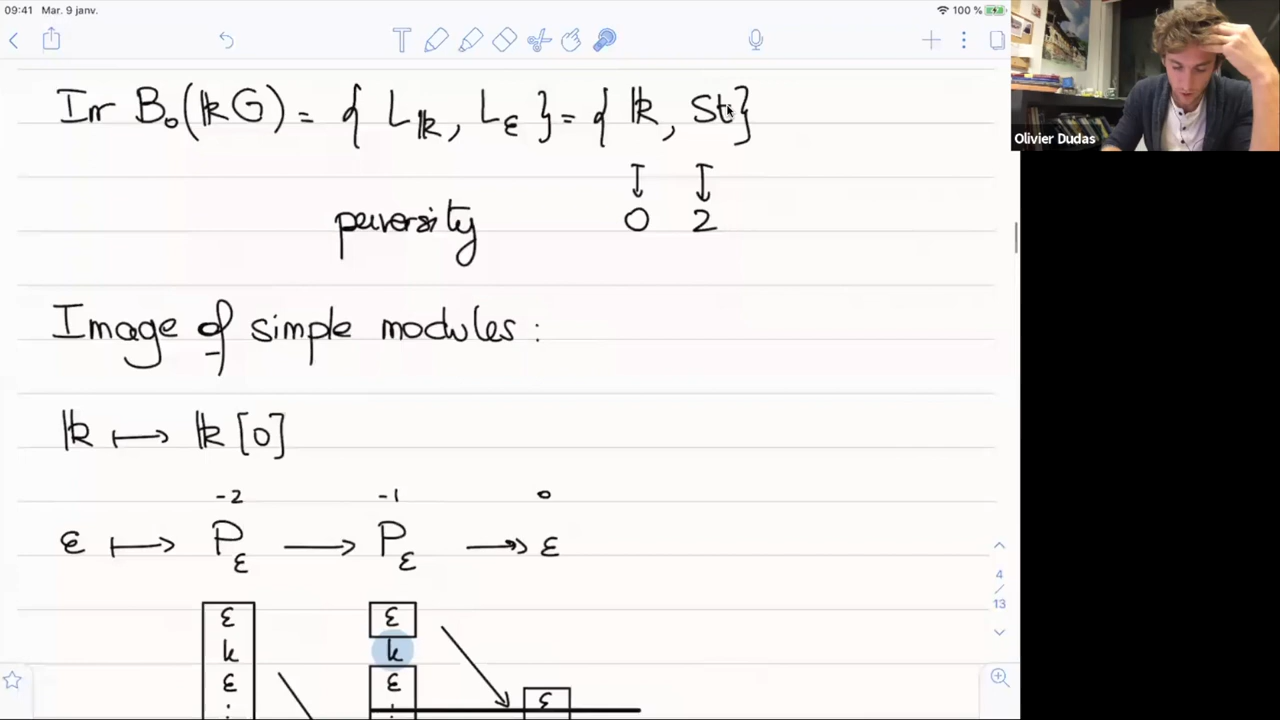 09:41 Mar. 9 janv. 100 %
Irr B₀(𝕜G) = { L_𝕜, L_ε } = { 𝕜, St }
↧ ↧
perversity 0 2
Image of simple modules :
𝕜 ⟼ 𝕜 [0]
-2 -1 0
ε ⟼ P_ε ⟶ P_ε ↠ ε
ε ε
k k
ε ε ε
⋮ ⋮
4
/
13
Olivier Dudas